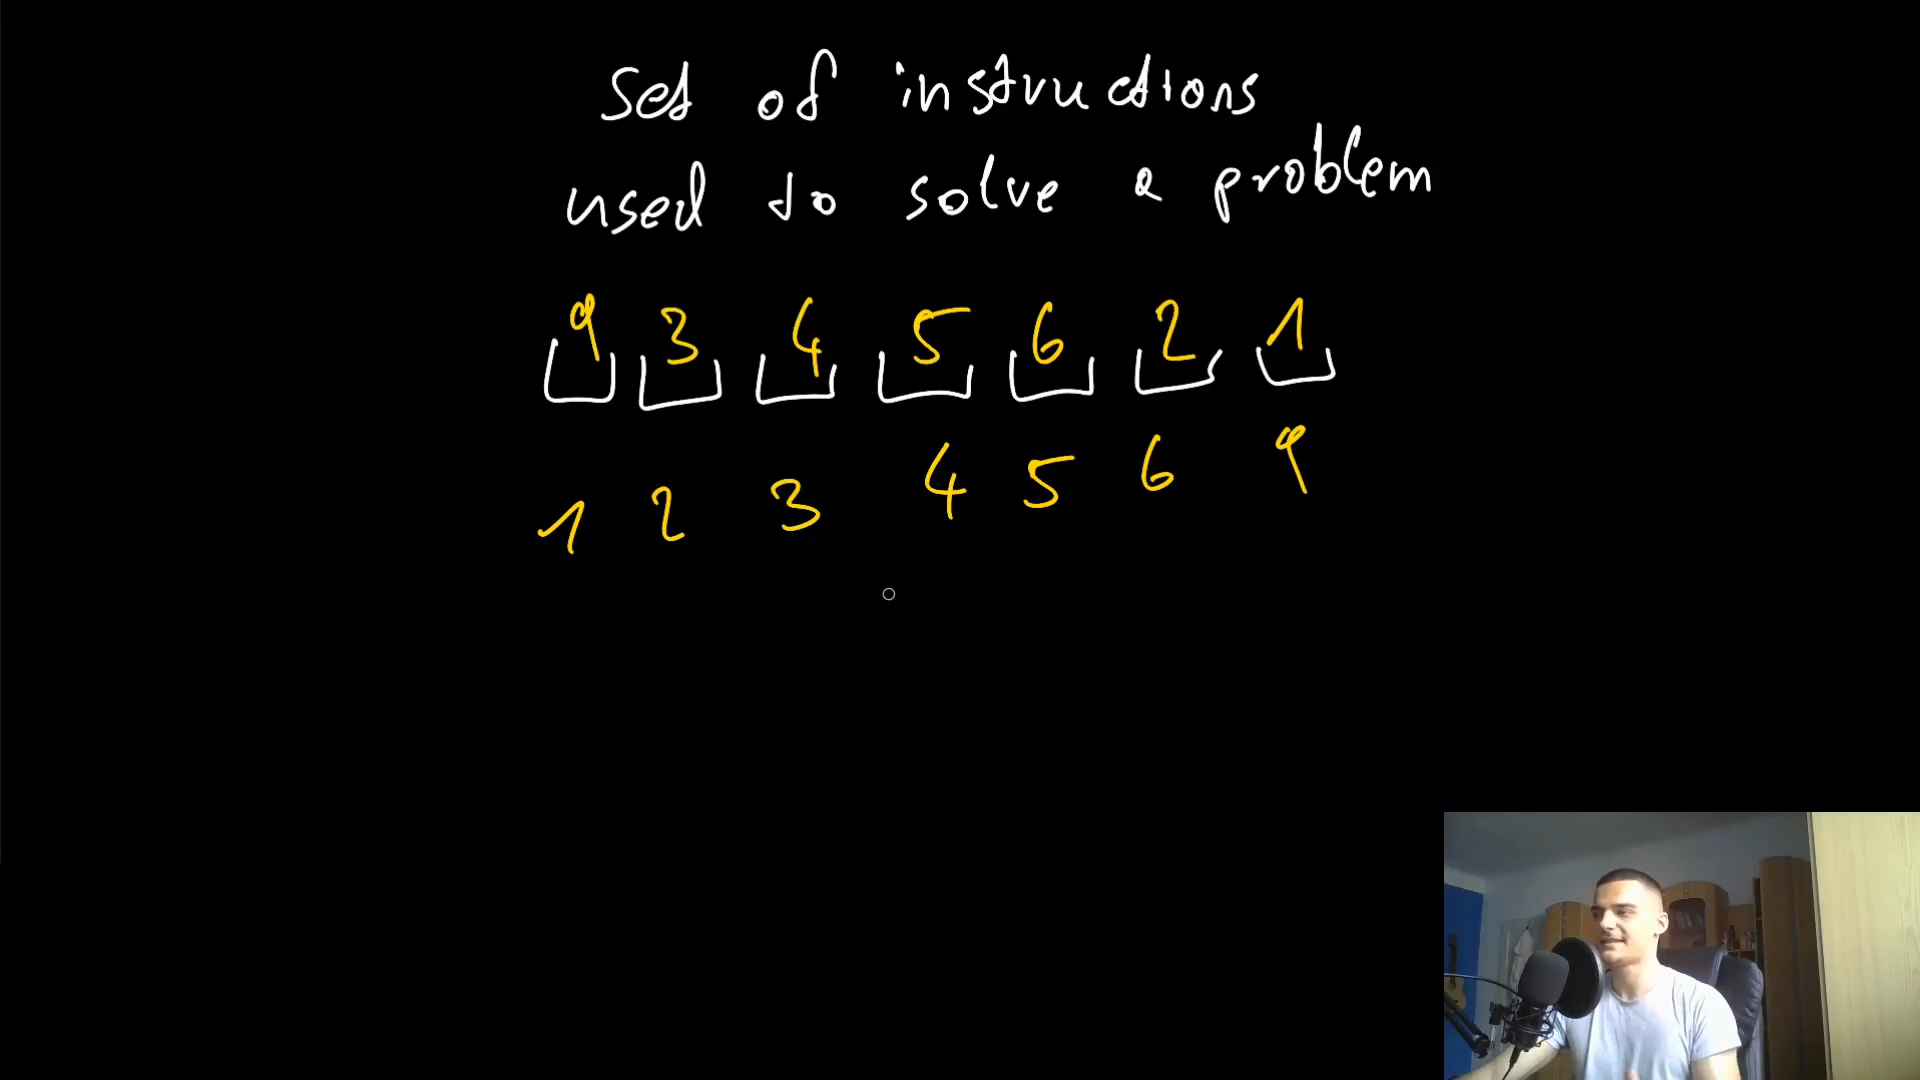 Set of instructions
used to solve a problem
9 3 4 5 6 2 1
1 2 3 4 5 6 9